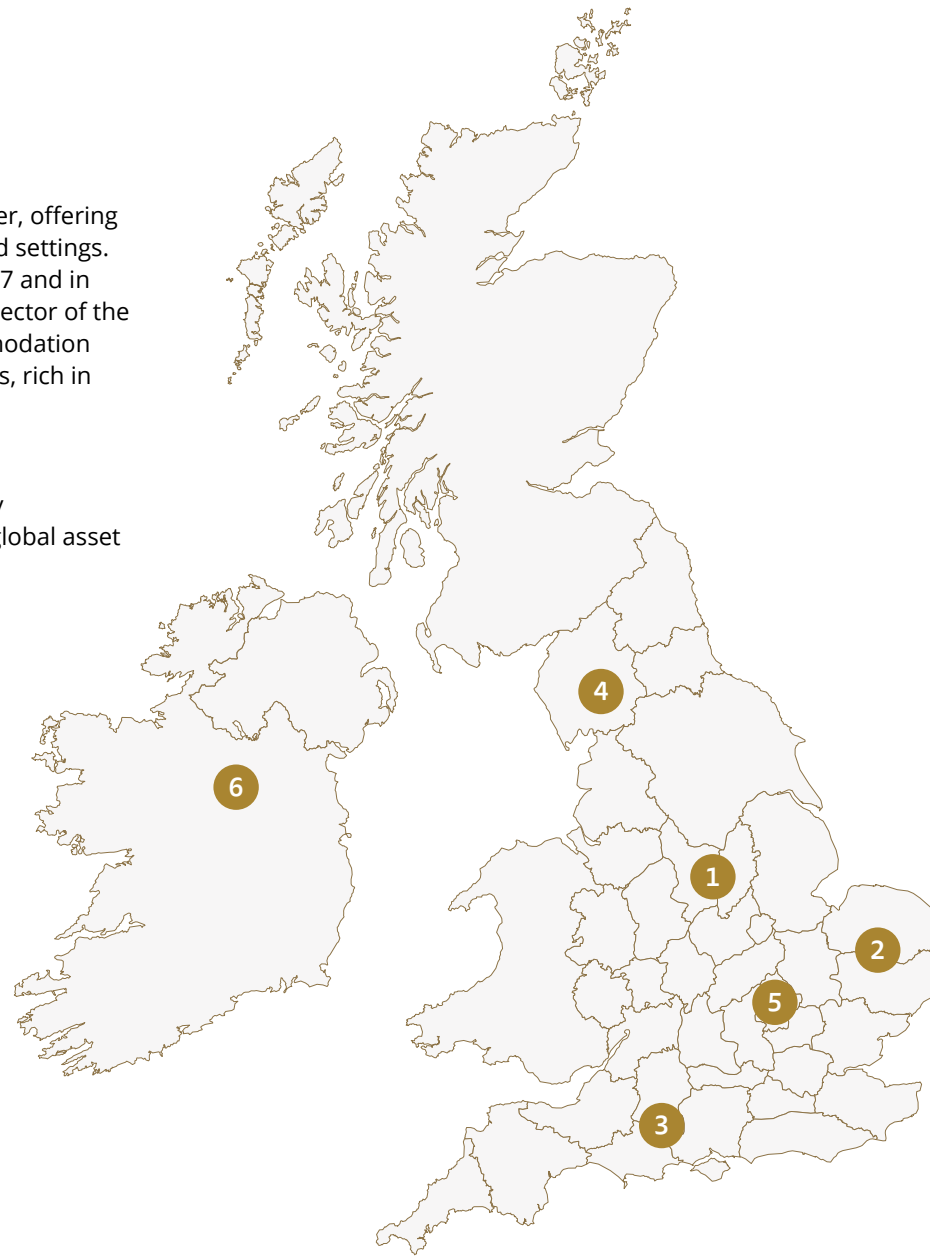 er, offering
d settings.
7 and in
ector of the
nodation
s, rich in
global asset
4
6
1
2
5
3